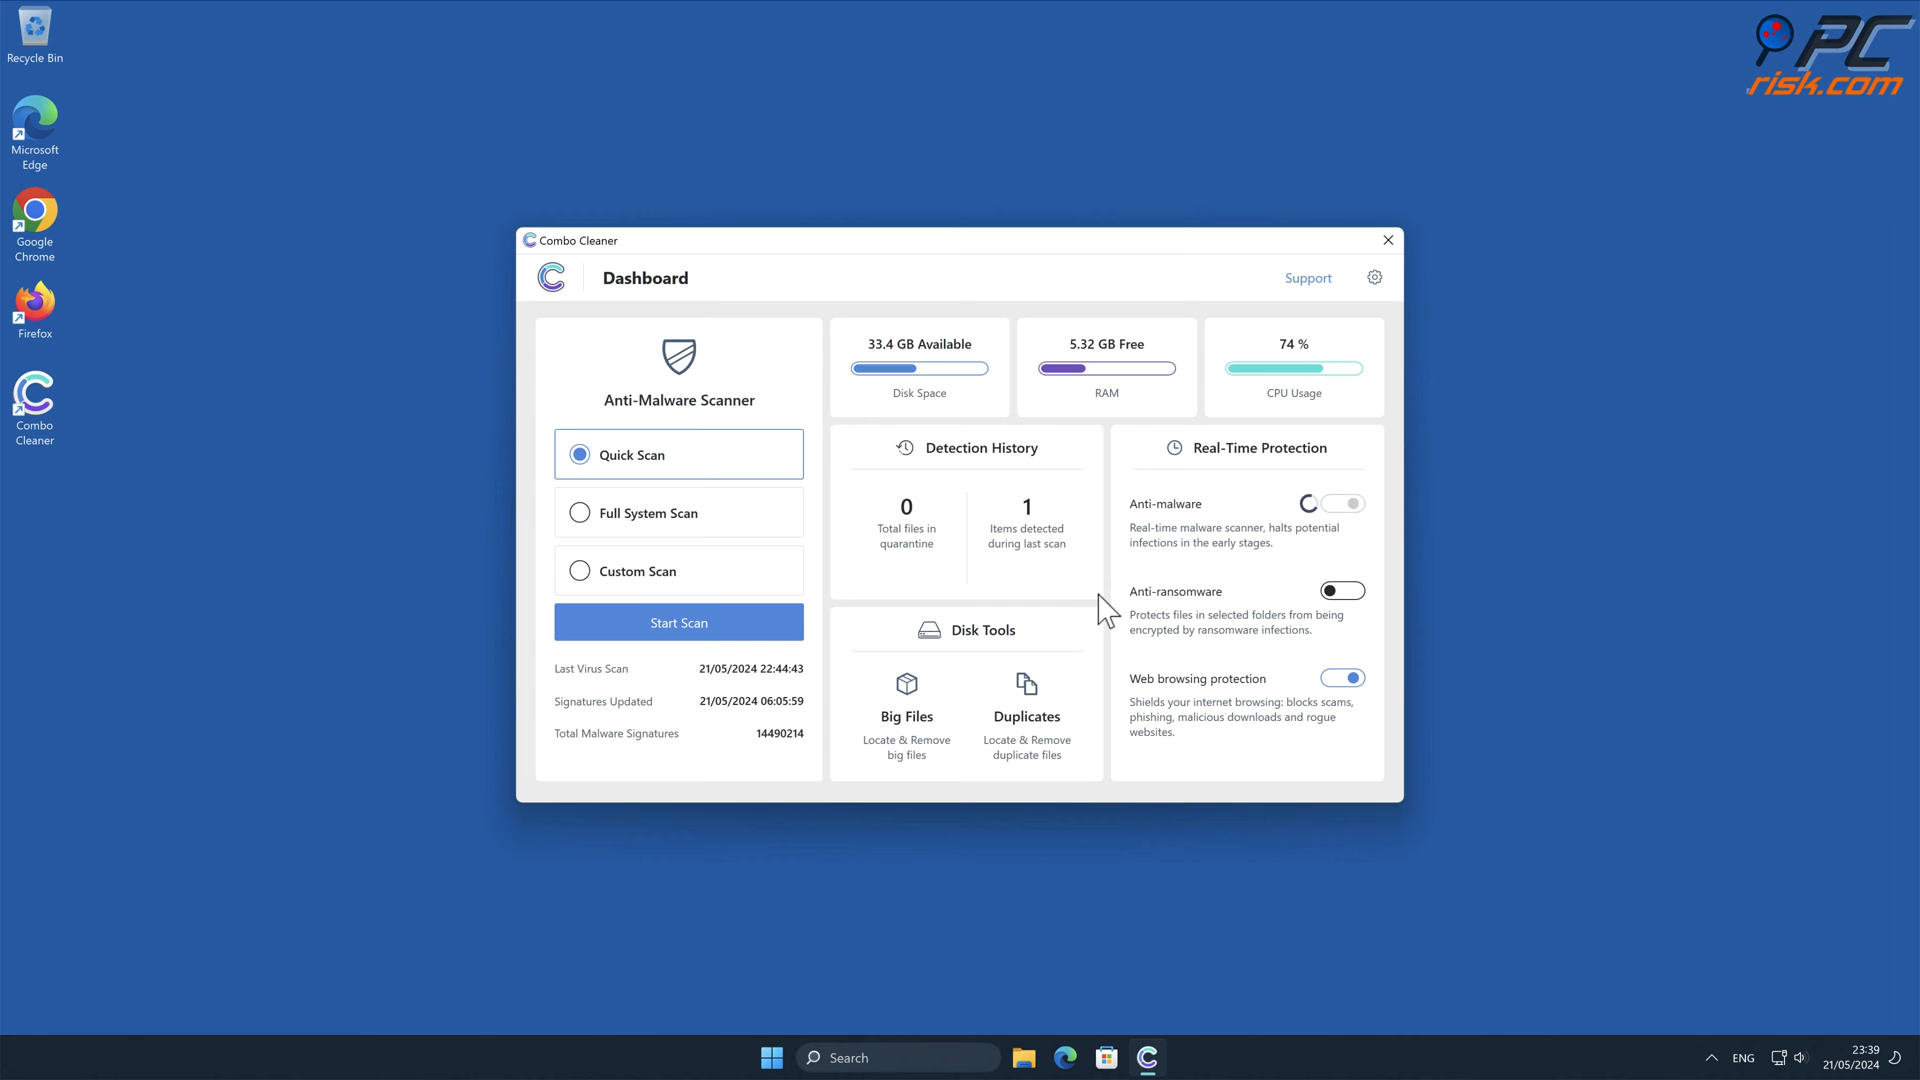 Recycle Bin
Microsoft
Edge
Google
Chrome
Firefox
Combo
Cleaner
PC
risk.com
Combo Cleaner
Dashboard
Support
Anti-Malware Scanner
Quick Scan
Full System Scan
Custom Scan
Start Scan
Last Virus Scan 21/05/2024 22:44:43
Signatures Updated 21/05/2024 06:05:59
Total Malware Signatures 14490214
33.4 GB Available
Disk Space
5.32 GB Free
RAM
74 %
CPU Usage
Detection History
0
Total files in
quarantine
1
Items detected
during last scan
Disk Tools
Big Files
Locate & Remove
big files
Duplicates
Locate & Remove
duplicate files
Real-Time Protection
Anti-malware
Real-time malware scanner, halts potential
infections in the early stages.
Anti-ransomware
Protects files in selected folders from being
encrypted by ransomware infections.
Web browsing protection
Shields your internet browsing: blocks scams,
phishing, malicious downloads and rogue
websites.
Search
ENG
23:39
21/05/2024